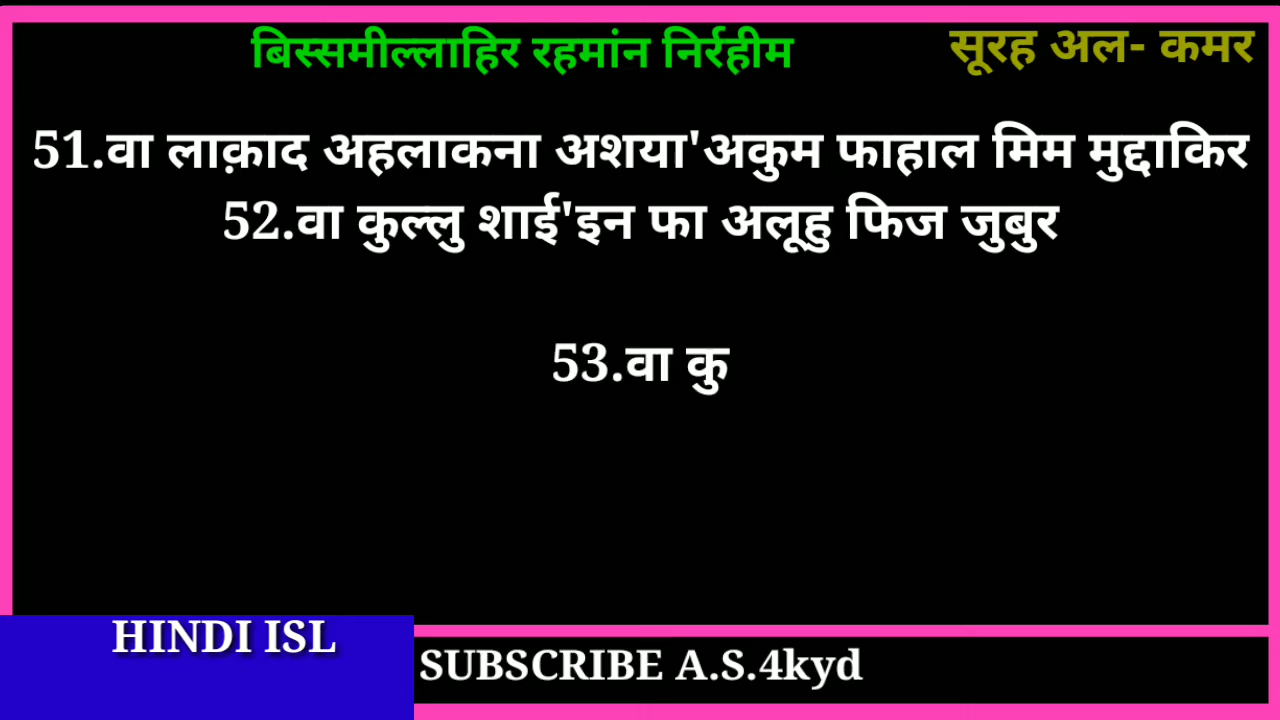 बिस्समील्लाहिर रहमांन निर्रहीम
सूरह अल- कमर
51.वा लाक़ाद अहलाकना अशया'अकुम फाहाल मिम मुद्दाकिर
52.वा कुल्लु शाई'इन फा अलूहु फिज जुबुर
53.वा कु
HINDI ISL
SUBSCRIBE A.S.4kyd